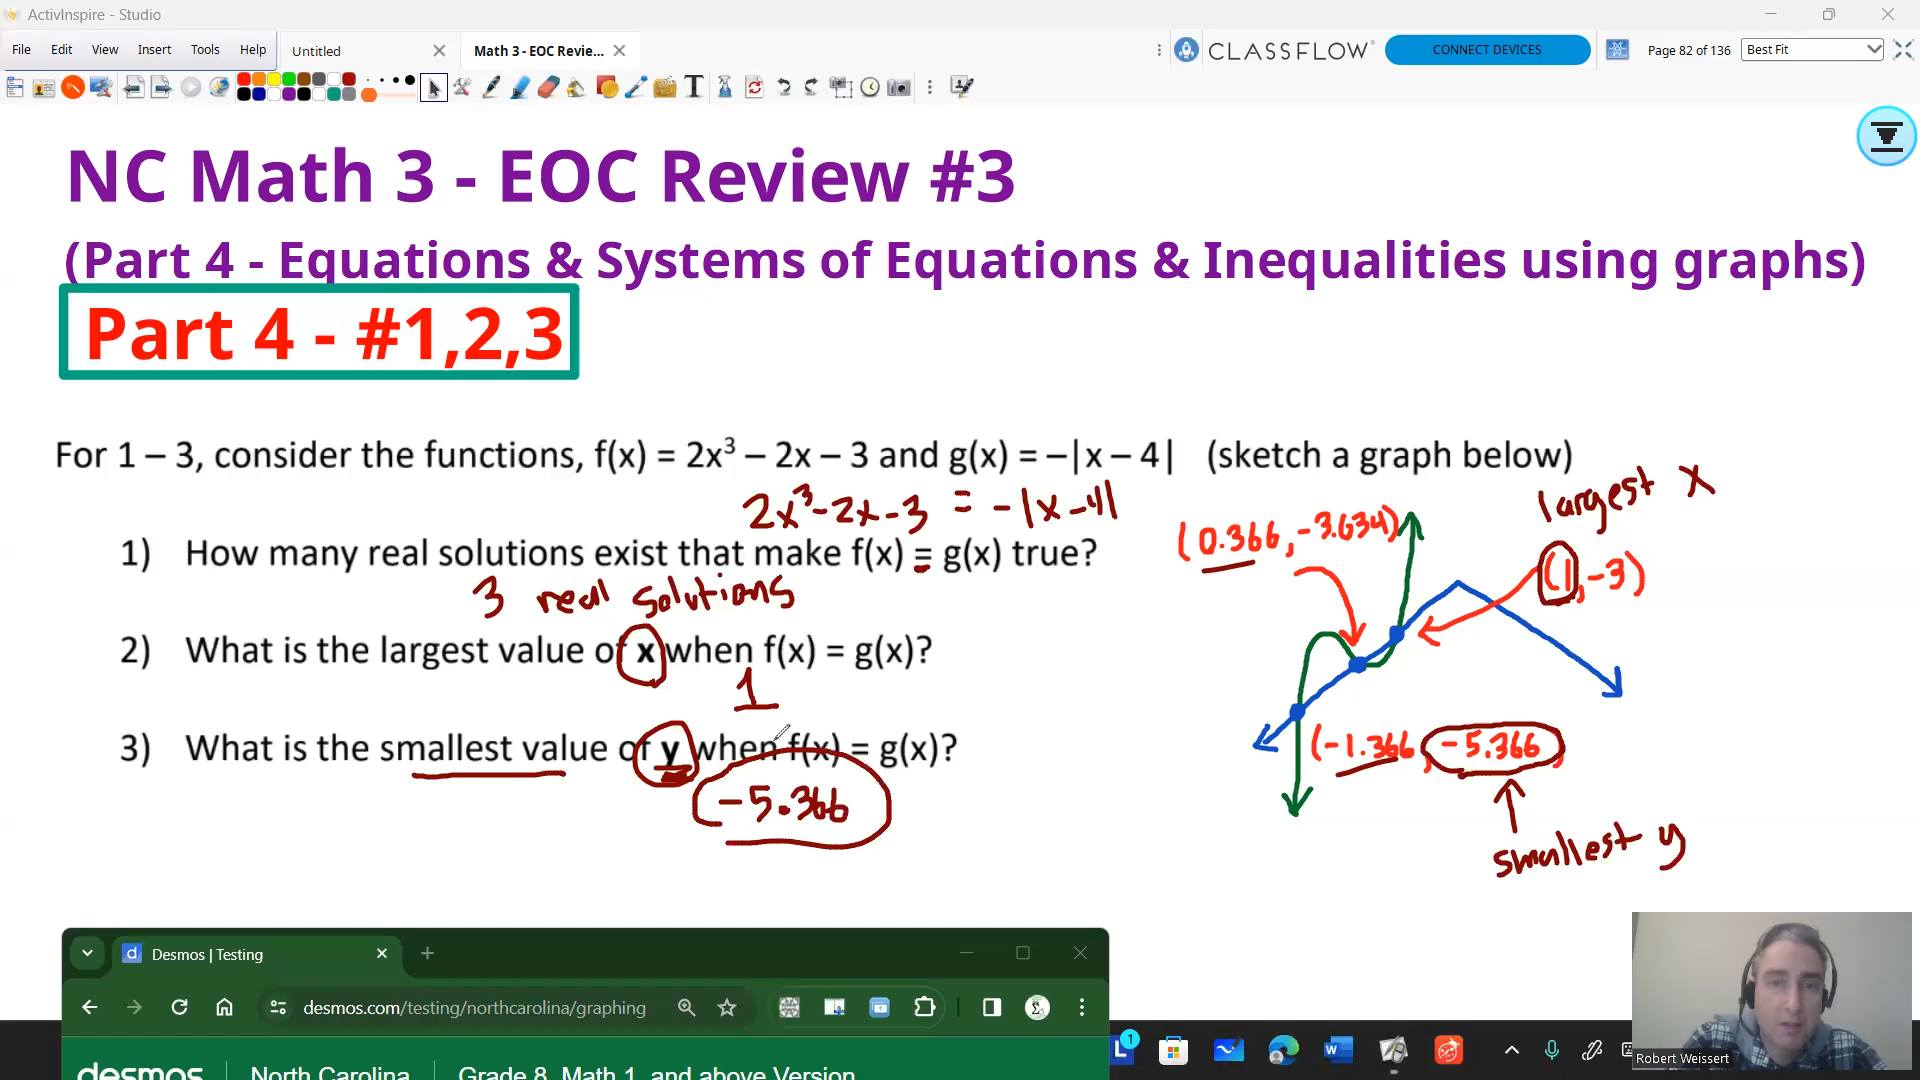 ActivInspire - Studio
File Edit View Insert Tools Help
Untitled
Math 3 - EOC Revie...
CLASSFLOW
CONNECT DEVICES
Page 82 of 136
Best Fit
NC Math 3 - EOC Review #3
(Part 4 - Equations & Systems of Equations & Inequalities using graphs)
Part 4 - #1,2,3
For 1 – 3, consider the functions, f(x) = 2x³ – 2x – 3 and g(x) = –|x – 4| (sketch a graph below)
2x³-2x-3 = -|x-4|
1) How many real solutions exist that make f(x) = g(x) true?
3 real solutions
2) What is the largest value of x when f(x) = g(x)?
1
3) What is the smallest value of y when f(x) = g(x)?
-5.366
largest x
(0.366, -3.634)
(1, -3)
(-1.366, -5.366)
smallest y
Desmos | Testing
desmos.com/testing/northcarolina/graphing
desmos
North Carolina
Grade 8, Math 1, and above Version
1
Robert Weissert